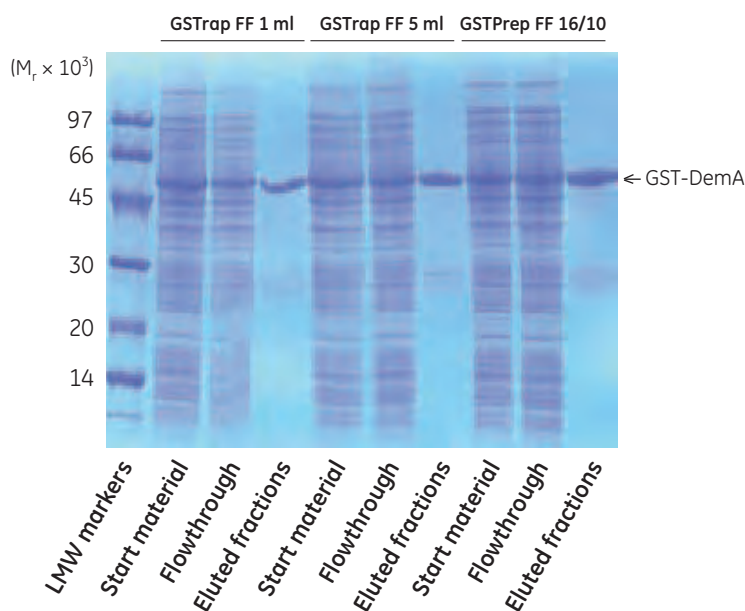 GSTrap FF 1 ml GSTrap FF 5 ml GSTPrep FF 16/10
(Mᵣ × 10³)
97
66
45
30
20
14
← GST-DemA
LMW markers
Start material
Flowthrough
Eluted fractions
Start material
Flowthrough
Eluted fractions
Start material
Flowthrough
Eluted fractions